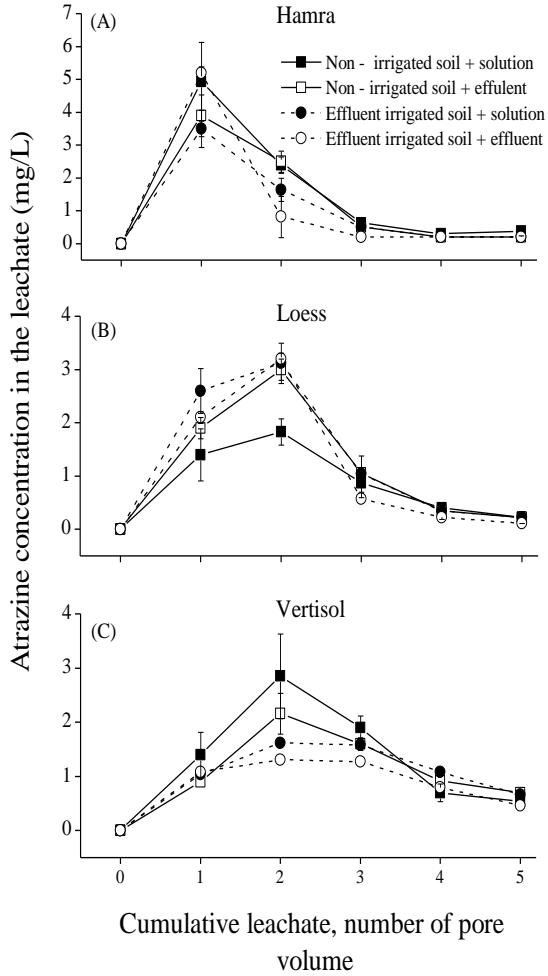 Hamra
(A)
7
6
5
4
3
2
1
0
Non - irrigated soil + solution
Non - irrigated soil + effulent
Effluent irrigated soil + solution
Effluent irrigated soil + effluent
Loess
(B)
4
3
2
1
0
Vertisol
(C)
4
3
2
1
0
0 1 2 3 4 5
Atrazine concentration in the leachate (mg/L)
Cumulative leachate, number of pore
volume